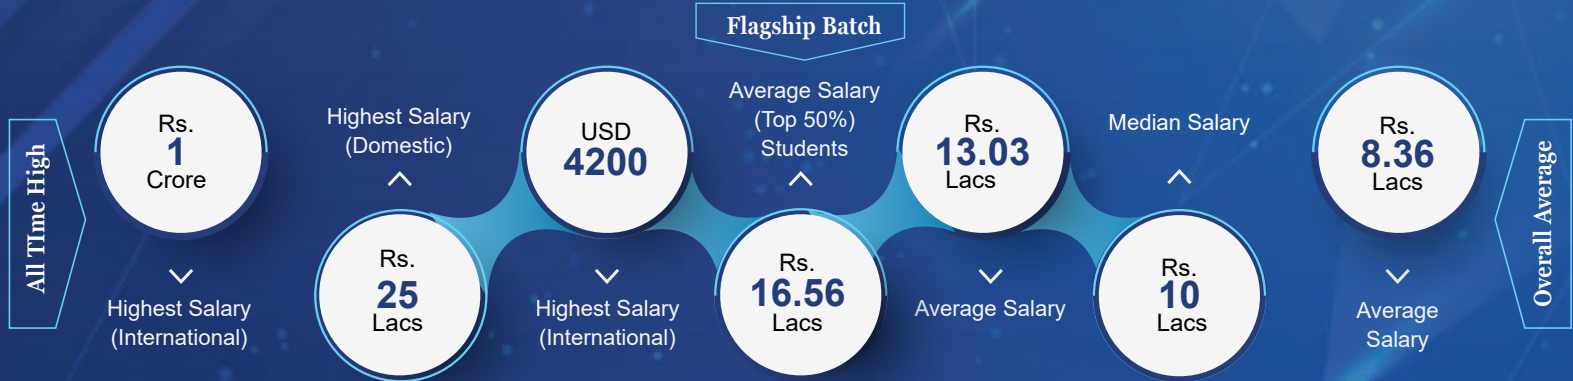 Flagship Batch
All TIme High
Rs.
1
Crore
Highest Salary
(International)
Highest Salary
(Domestic)
Rs.
25
Lacs
USD
4200
Highest Salary
(International)
Average Salary
(Top 50%)
Students
Rs.
16.56
Lacs
Rs.
13.03
Lacs
Average Salary
Median Salary
Rs.
10
Lacs
Rs.
8.36
Lacs
Average
Salary
Overall Average